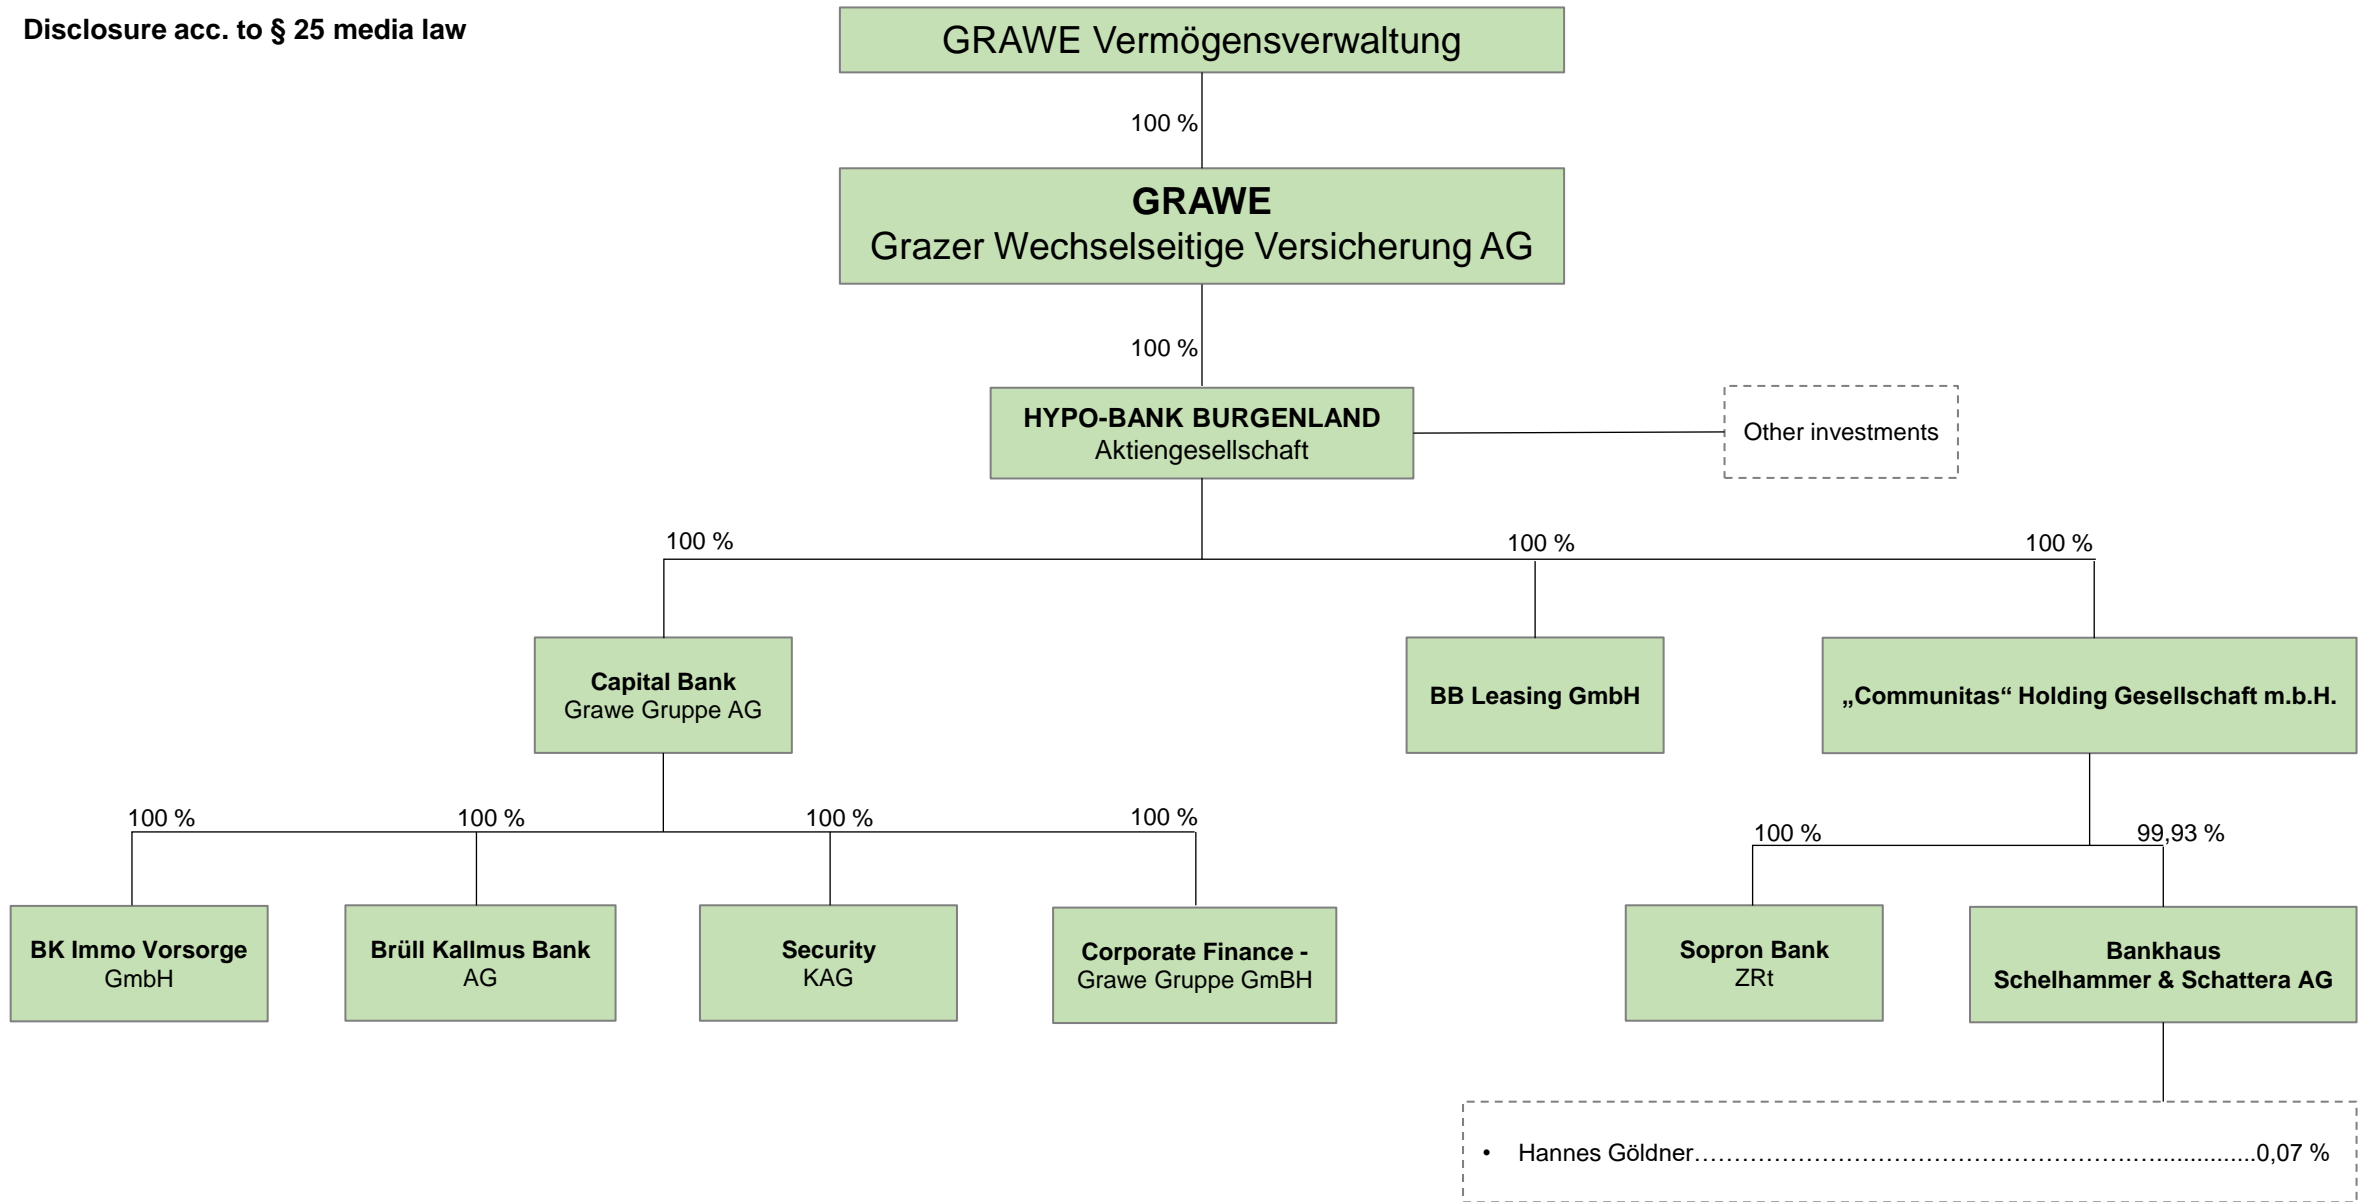 Disclosure acc. to § 25 media law
GRAWE Vermögensverwaltung
100 %
GRAWE
Grazer Wechselseitige Versicherung AG
100 %
HYPO-BANK BURGENLAND
Aktiengesellschaft
Other investments
100 %
100 %
100 %
Capital Bank
Grawe Gruppe AG
BB Leasing GmbH
„Communitas“ Holding Gesellschaft m.b.H.
100 %
100 %
100 %
100 %
100 %
99,93 %
BK Immo Vorsorge
GmbH
Brüll Kallmus Bank
AG
Security
KAG
Corporate Finance -
Grawe Gruppe GmBH
Sopron Bank
ZRt
Bankhaus
Schelhammer & Schattera AG
• Hannes Göldner…………………………………………………...............0,07 %